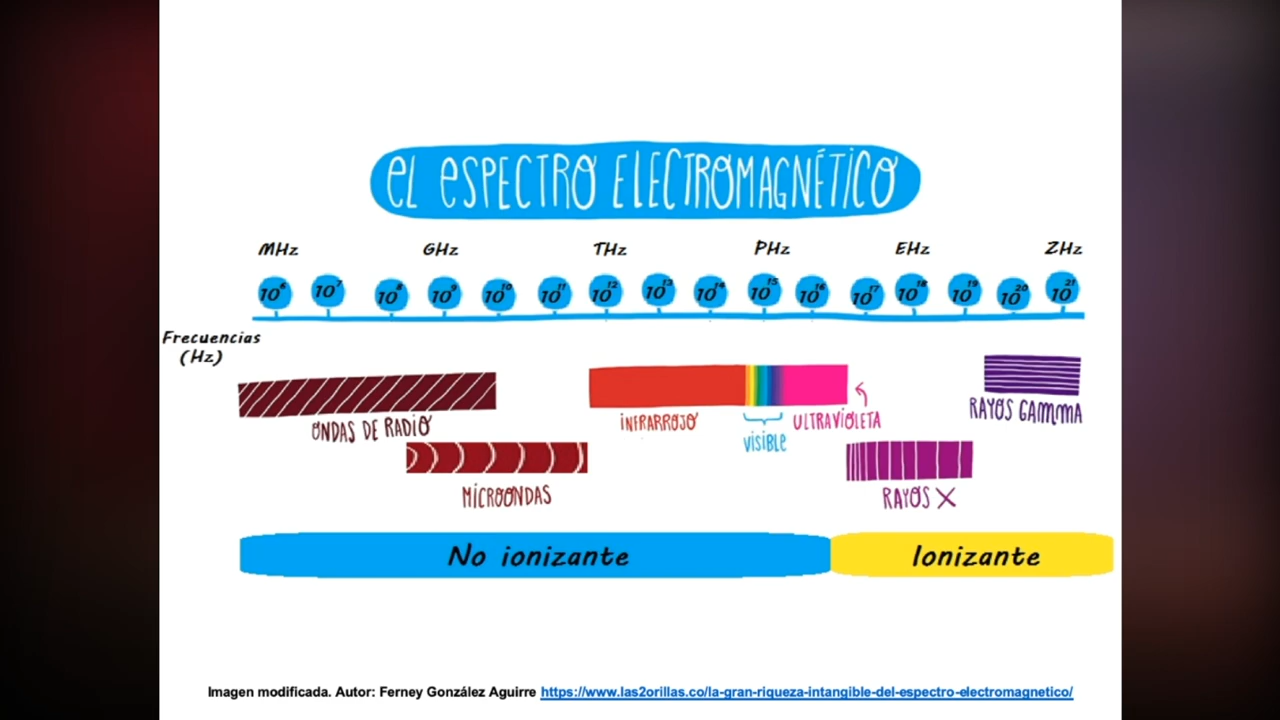 EL ESPECTRO ELECTROMAGNÉTICO
MHz GHz THz PHz EHz ZHz
10⁶ 10⁷ 10⁸ 10⁹ 10¹⁰ 10¹¹ 10¹² 10¹³ 10¹⁴ 10¹⁵ 10¹⁶ 10¹⁷ 10¹⁸ 10¹⁹ 10²⁰ 10²¹
Frecuencias
(Hz)
ONDAS DE RADIO
INFRARROJO
VISIBLE
ULTRAVIOLETA
RAYOS GAMMA
MICROONDAS
RAYOS X
No ionizante
Ionizante
Imagen modificada. Autor: Ferney González Aguirre https://www.las2orillas.co/la-gran-riqueza-intangible-del-espectro-electromagnetico/